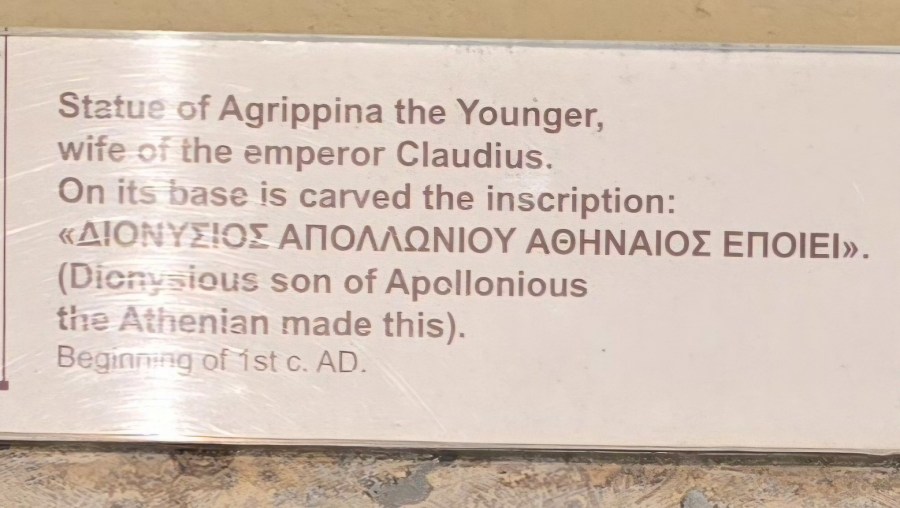 Statue of Agrippina the Younger,
wife of the emperor Claudius.
On its base is carved the inscription:
«ΔΙΟΝΥΣΙΟΣ ΑΠΟΛΛΩΝΙΟΥ ΑΘΗΝΑΙΟΣ ΕΠΟΙΕΙ».
(Dionysious son of Apollonious
the Athenian made this).
Beginning of 1st c. AD.